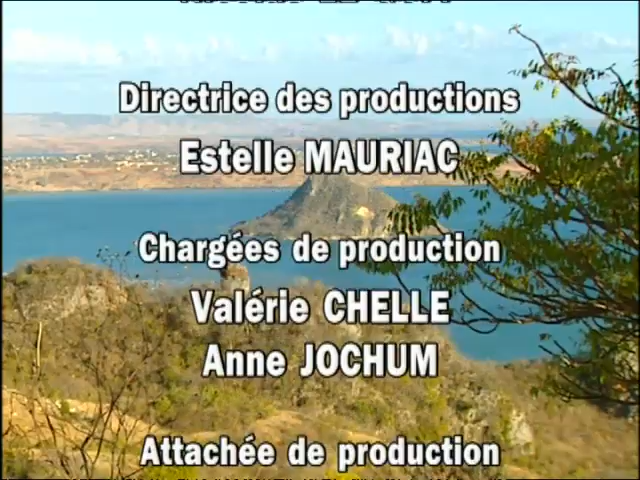 Directrice des productions
Estelle MAURIAC
Chargées de production
Valérie CHELLE
Anne JOCHUM
Attachée de production